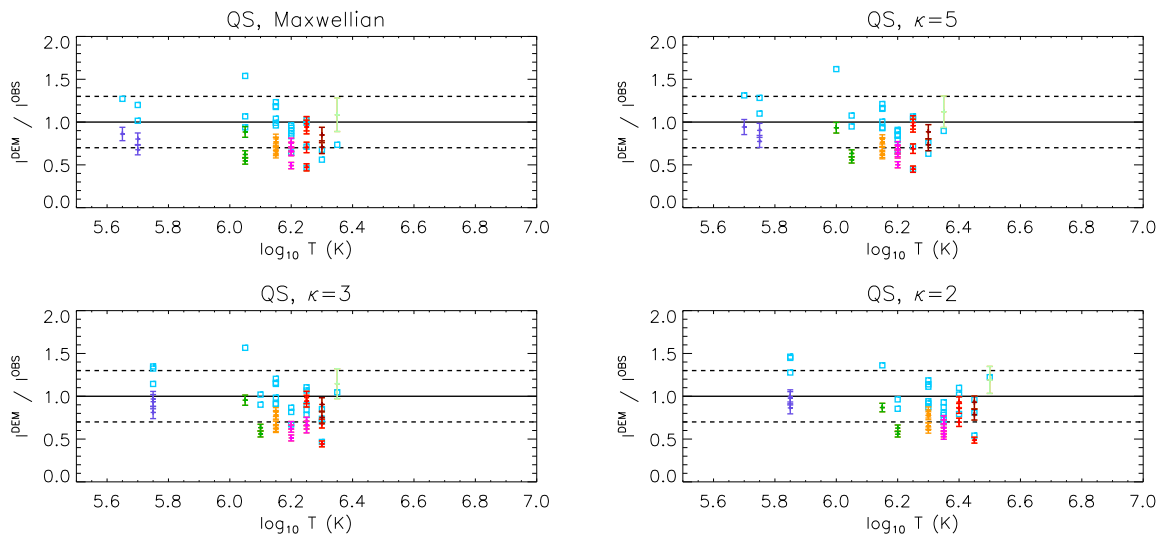 QS, Maxwellian
QS, κ=5
2.0
1.5
1.0
0.5
0.0
I^DEM / I^OBS
5.6 5.8 6.0 6.2 6.4 6.6 6.8 7.0
log₁₀ T (K)
2.0
1.5
1.0
0.5
0.0
I^DEM / I^OBS
5.6 5.8 6.0 6.2 6.4 6.6 6.8 7.0
log₁₀ T (K)
QS, κ=3
QS, κ=2
2.0
1.5
1.0
0.5
0.0
I^DEM / I^OBS
5.6 5.8 6.0 6.2 6.4 6.6 6.8 7.0
log₁₀ T (K)
2.0
1.5
1.0
0.5
0.0
I^DEM / I^OBS
5.6 5.8 6.0 6.2 6.4 6.6 6.8 7.0
log₁₀ T (K)